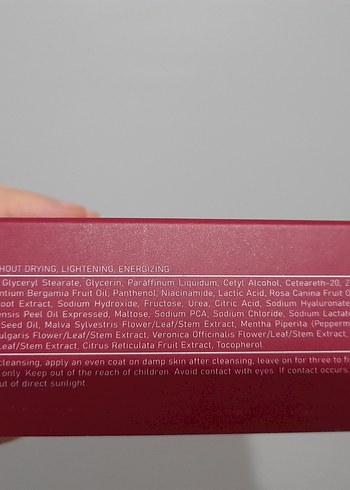 HOUT DRYING, LIGHTENING, ENERGIZING
Glyceryl Stearate, Glycerin, Paraffinum Liquidum, Cetyl Alcohol, Ceteareth-20, Z
ntium Bergamia Fruit Oil, Panthenol, Niacinamide, Lactic Acid, Rosa Canina Fruit O
oot Extract, Sodium Hydroxide, Fructose, Urea, Citric Acid, Sodium Hyaluronate
ensis Peel Oil Expressed, Maltose, Sodium PCA, Sodium Chloride, Sodium Lactat
Seed Oil, Malva Sylvestris Flower/Leaf/Stem Extract, Mentha Piperita (Pepperm
ulgaris Flower/Leaf/Stem Extract, Veronica Officinalis Flower/Leaf/Stem Extract,
Leaf/Stem Extract, Citrus Reticulata Fruit Extract, Tocopherol
cleansing, apply an even coat on damp skin after cleansing, leave on for three to fi
only. Keep out of the reach of children. Avoid contact with eyes. If contact occurs,
ut of direct sunlight.